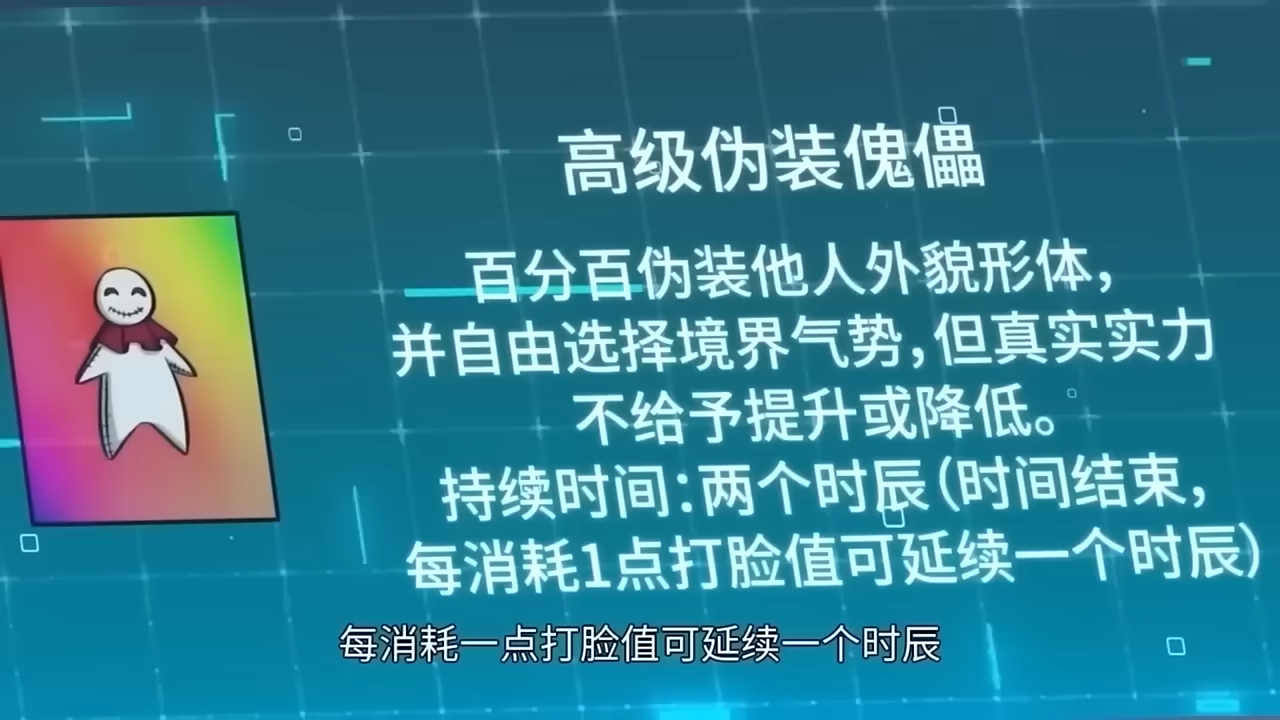 高级伪装傀儡
百分百伪装他人外貌形体，
并自由选择境界气势，但真实实力
不给予提升或降低。
持续时间：两个时辰（时间结束，
每消耗1点打脸值可延续一个时辰）
每消耗一点打脸值可延续一个时辰